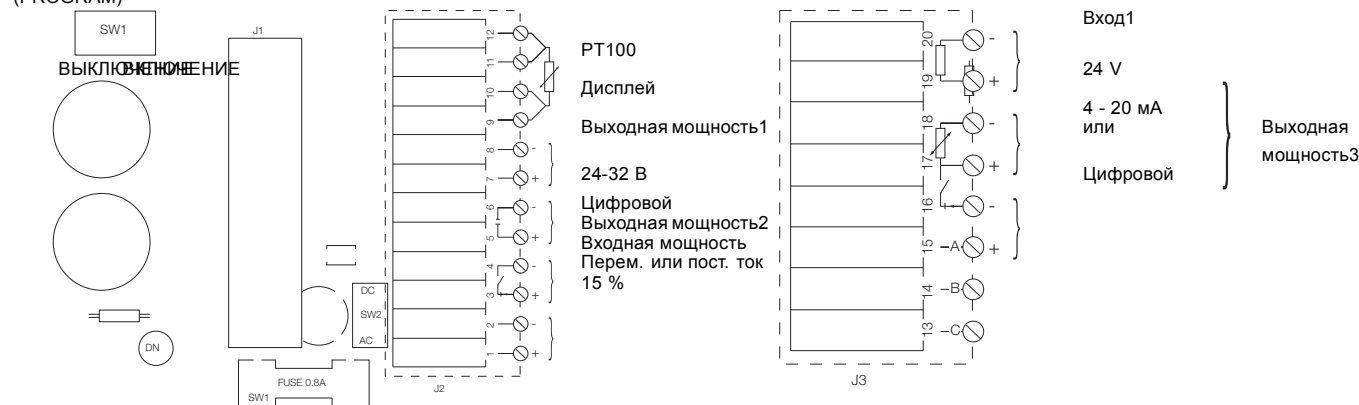 (PROGRAM)
SW1
ВЫКЛЮЧЕНИЕ
ВКЛЮЧЕНИЕ
J1
DC
SW2
AC
DN
FUSE 0.8A
SW1
12
11
10
9
8 -
7 +
6 -
5 +
4 -
3 +
2 -
1 +
J2
PT100
Дисплей
Выходная мощность1
24-32 В
Цифровой
Выходная мощность2
Входная мощность
Перем. или пост. ток
15 %
20 -
19 +
18 -
17 +
16 -
15 -A +
14 -B
13 -C
J3
Вход1
24 V
4 - 20 мА
или
Цифровой
Выходная
мощность3